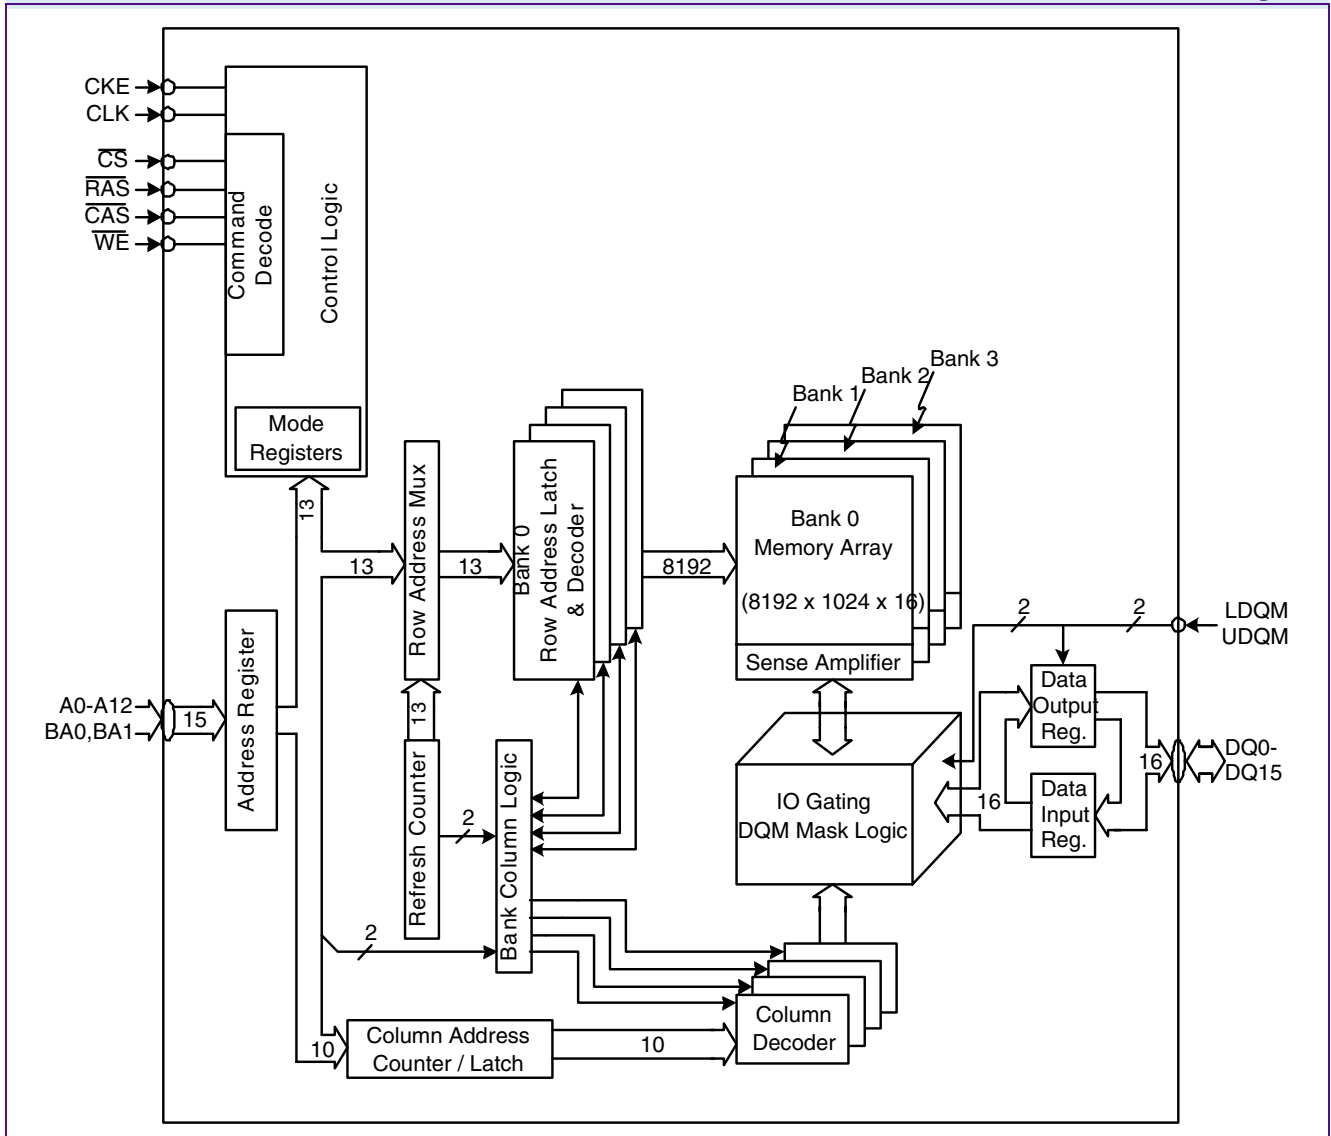 CKE
CLK
CS
RAS
CAS
WE
Command
Decode
Control Logic
Mode
Registers
13
Bank 3
Bank 2
Bank 1
13
Row Address Mux
13
Bank 0
Row Address Latch
& Decoder
8192
Bank 0
Memory Array
(8192 x 1024 x 16)
Sense Amplifier
2
2
LDQM
UDQM
A0-A12
BA0,BA1
15
Address Register
13
Refresh Counter
2
Bank Column Logic
IO Gating
DQM Mask Logic
16
Data
Output
Reg.
Data
Input
Reg.
16
DQ0-
DQ15
2
10
Column Address
Counter / Latch
10
Column
Decoder